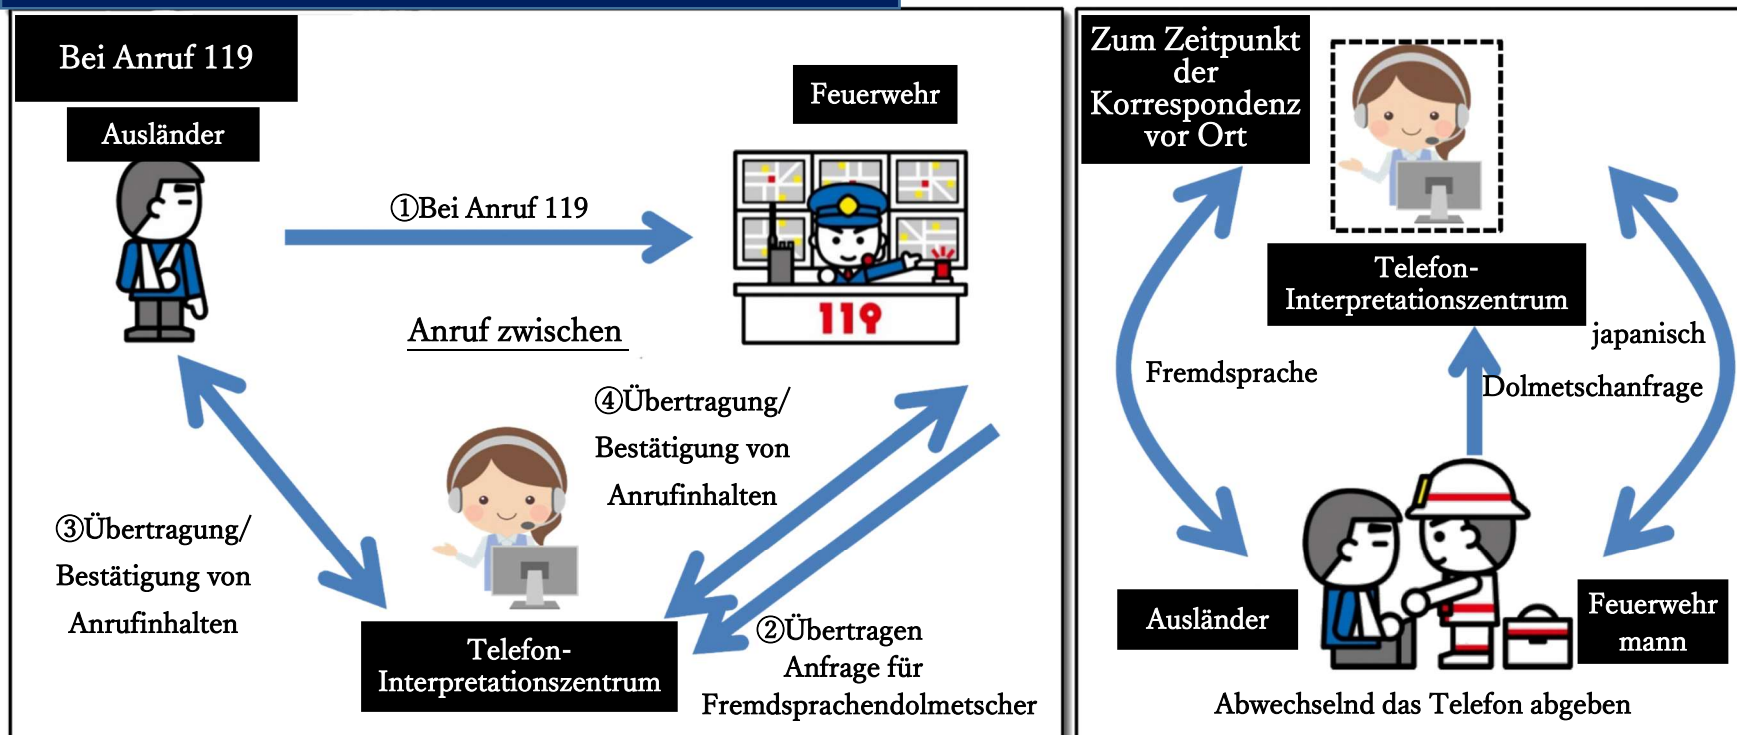 Bei Anruf 119
Ausländer
Feuerwehr
①Bei Anruf 119
119
Anruf zwischen
④Übertragung/
Bestätigung von
Anrufinhalten
③Übertragung/
Bestätigung von
Anrufinhalten
Telefon-
Interpretationszentrum
②Übertragen
Anfrage für
Fremdsprachendolmetscher
Zum Zeitpunkt
der
Korrespondenz
vor Ort
Telefon-
Interpretationszentrum
japanisch
Fremdsprache
Dolmetschanfrage
Ausländer
Feuerwehr
mann
Abwechselnd das Telefon abgeben